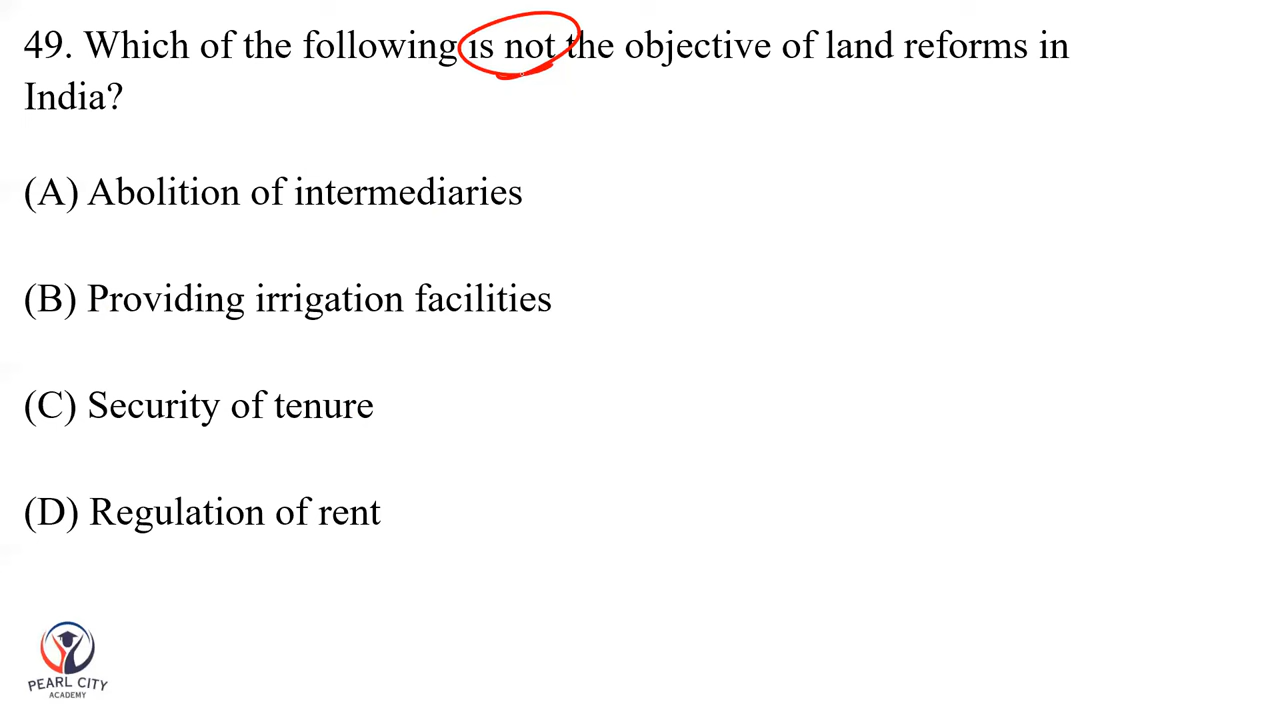 49. Which of the following is not the objective of land reforms in
India?
(A) Abolition of intermediaries
(B) Providing irrigation facilities
(C) Security of tenure
(D) Regulation of rent
PEARL CITY
ACADEMY